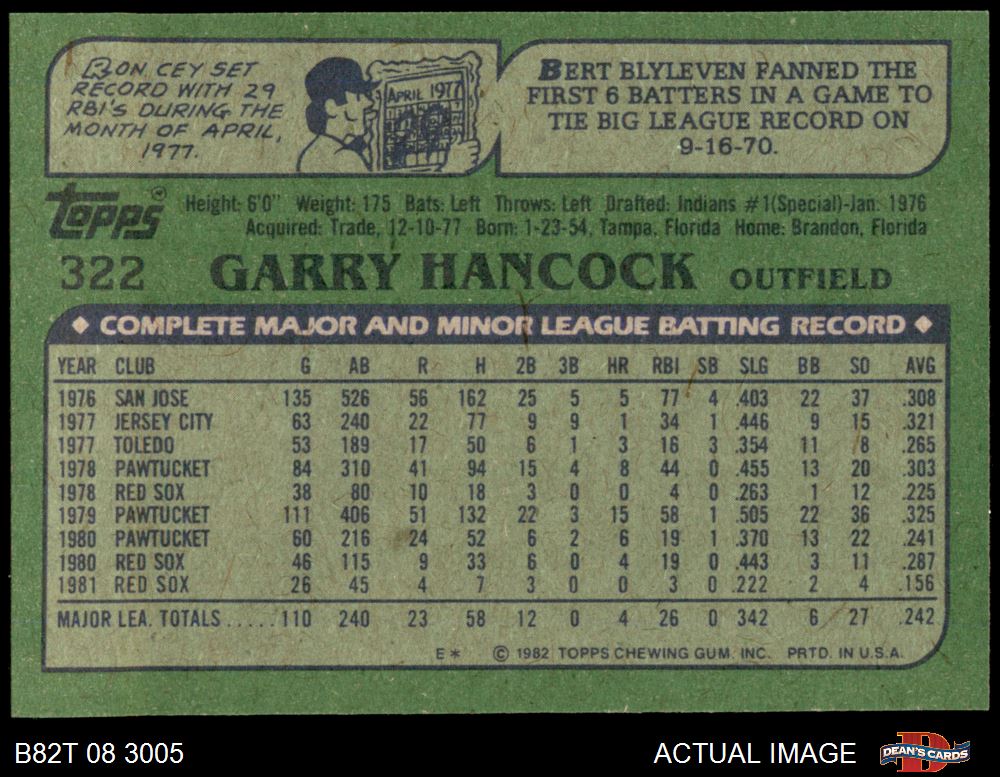 RON CEY SET
RECORD WITH 29
RBI'S DURING THE
MONTH OF APRIL,
1977.
APRIL 1977
BERT BLYLEVEN FANNED THE
FIRST 6 BATTERS IN A GAME TO
TIE BIG LEAGUE RECORD ON
9-16-70.
Topps®
Height: 6'0" Weight: 175 Bats: Left Throws: Left Drafted: Indians #1(Special)-Jan. 1976
Acquired: Trade, 12-10-77 Born: 1-23-54, Tampa, Florida Home: Brandon, Florida
322 GARRY HANCOCK OUTFIELD
◆ COMPLETE MAJOR AND MINOR LEAGUE BATTING RECORD ◆
YEAR CLUB G AB R H 2B 3B HR RBI SB SLG BB SO AVG
1976 SAN JOSE 135 526 56 162 25 5 5 77 4 .403 22 37 .308
1977 JERSEY CITY 63 240 22 77 9 9 1 34 1 .446 9 15 .321
1977 TOLEDO 53 189 17 50 6 1 3 16 3 .354 11 8 .265
1978 PAWTUCKET 84 310 41 94 15 4 8 44 0 .455 13 20 .303
1978 RED SOX 38 80 10 18 3 0 0 4 0 .263 1 12 .225
1979 PAWTUCKET 111 406 51 132 22 3 15 58 1 .505 22 36 .325
1980 PAWTUCKET 60 216 24 52 6 2 6 19 1 .370 13 22 .241
1980 RED SOX 46 115 9 33 6 0 4 19 0 .443 3 11 .287
1981 RED SOX 26 45 4 7 3 0 0 3 0 .222 2 4 .156
MAJOR LEA. TOTALS.....110 240 23 58 12 0 4 26 0 .342 6 27 .242
E* © 1982 TOPPS CHEWING GUM, INC. PRTD. IN U.S.A.
B82T 08 3005 ACTUAL IMAGE D DEAN'S CARDS